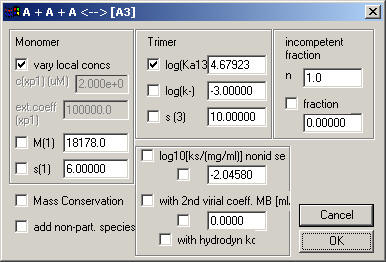 A + A + A <--> [A3]
Monomer
vary local concs
c(xp1) (uM)
2.000e+0
ext.coeff
(xp1)
100000.0
M(1)
18178.0
s(1)
6.00000
Mass Conservation
add non-part. species
Trimer
log(Ka13
4.67923
log(k-)
-3.00000
s (3)
10.00000
log10[ks/(mg/ml)] nonid se
-2.04580
with 2nd virial coeff. MB [ml
0.0000
with hydrodyn kc
incompetent
fraction
n
1.0
fraction
0.00000
Cancel
OK